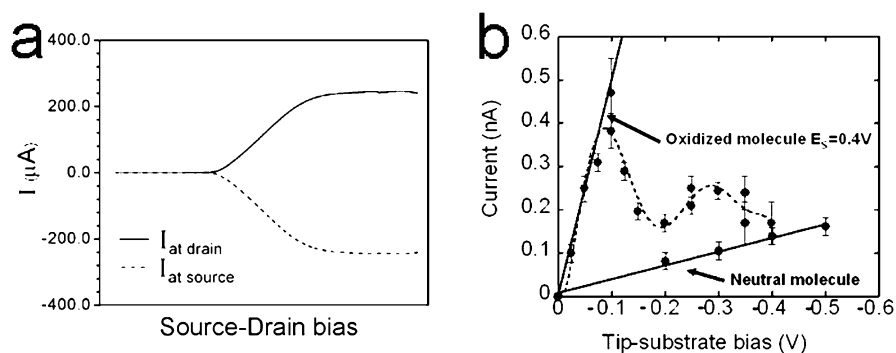 a
400.0
200.0
0.0
-200.0
-400.0
I (μA)
I at drain
I at source
Source-Drain bias
b
0.6
0.5
0.4
0.3
0.2
0.1
0
Current (nA)
Oxidized molecule ES=0.4V
Neutral molecule
0 -0.1 -0.2 -0.3 -0.4 -0.5 -0.6
Tip-substrate bias (V)